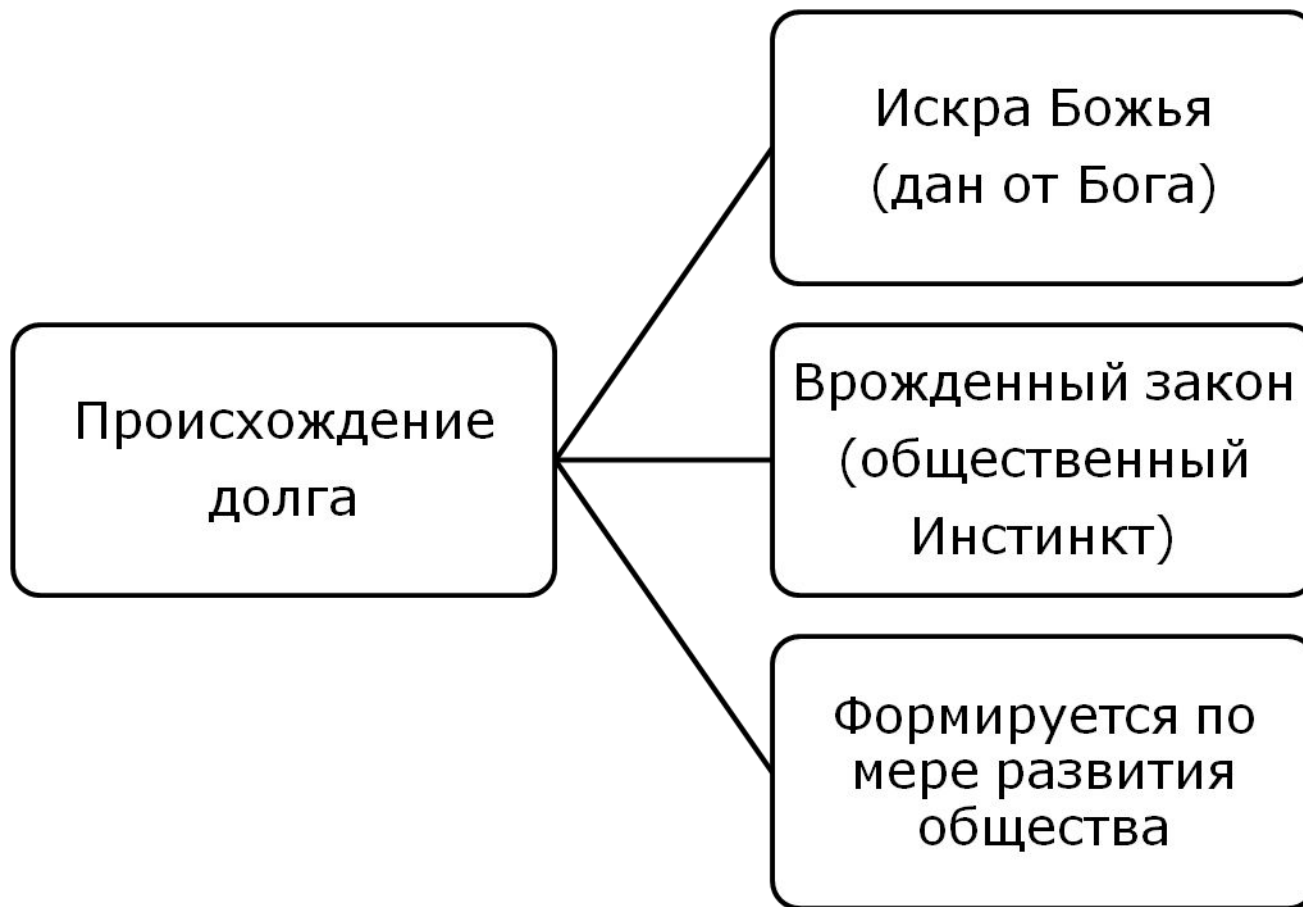 Происхождение
долга
Искра Божья
(дан от Бога)
Врожденный закон
(общественный
Инстинкт)
Формируется по
мере развития
общества